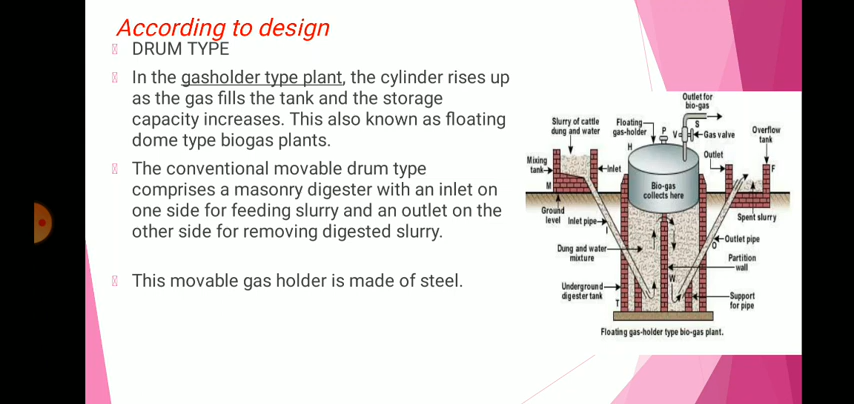 According to design
DRUM TYPE
In the gasholder type plant, the cylinder rises up
as the gas fills the tank and the storage
capacity increases. This also known as floating
dome type biogas plants.
The conventional movable drum type
comprises a masonry digester with an inlet on
one side for feeding slurry and an outlet on the
other side for removing digested slurry.
This movable gas holder is made of steel.
Outlet for
bio-gas
Slurry of cattle
dung and water
Floating
gas-holder
P
S
V
Gas valve
Overflow
tank
H
Mixing
tank
Inlet
Outlet
F
M
Bio-gas
collects here
Ground
level
Inlet pipe
I
Spent slurry
Dung and water
mixture
Outlet pipe
O
Partition
wall
W
Underground
digester tank
T
Support
for pipe
Floating gas-holder type bio-gas plant.